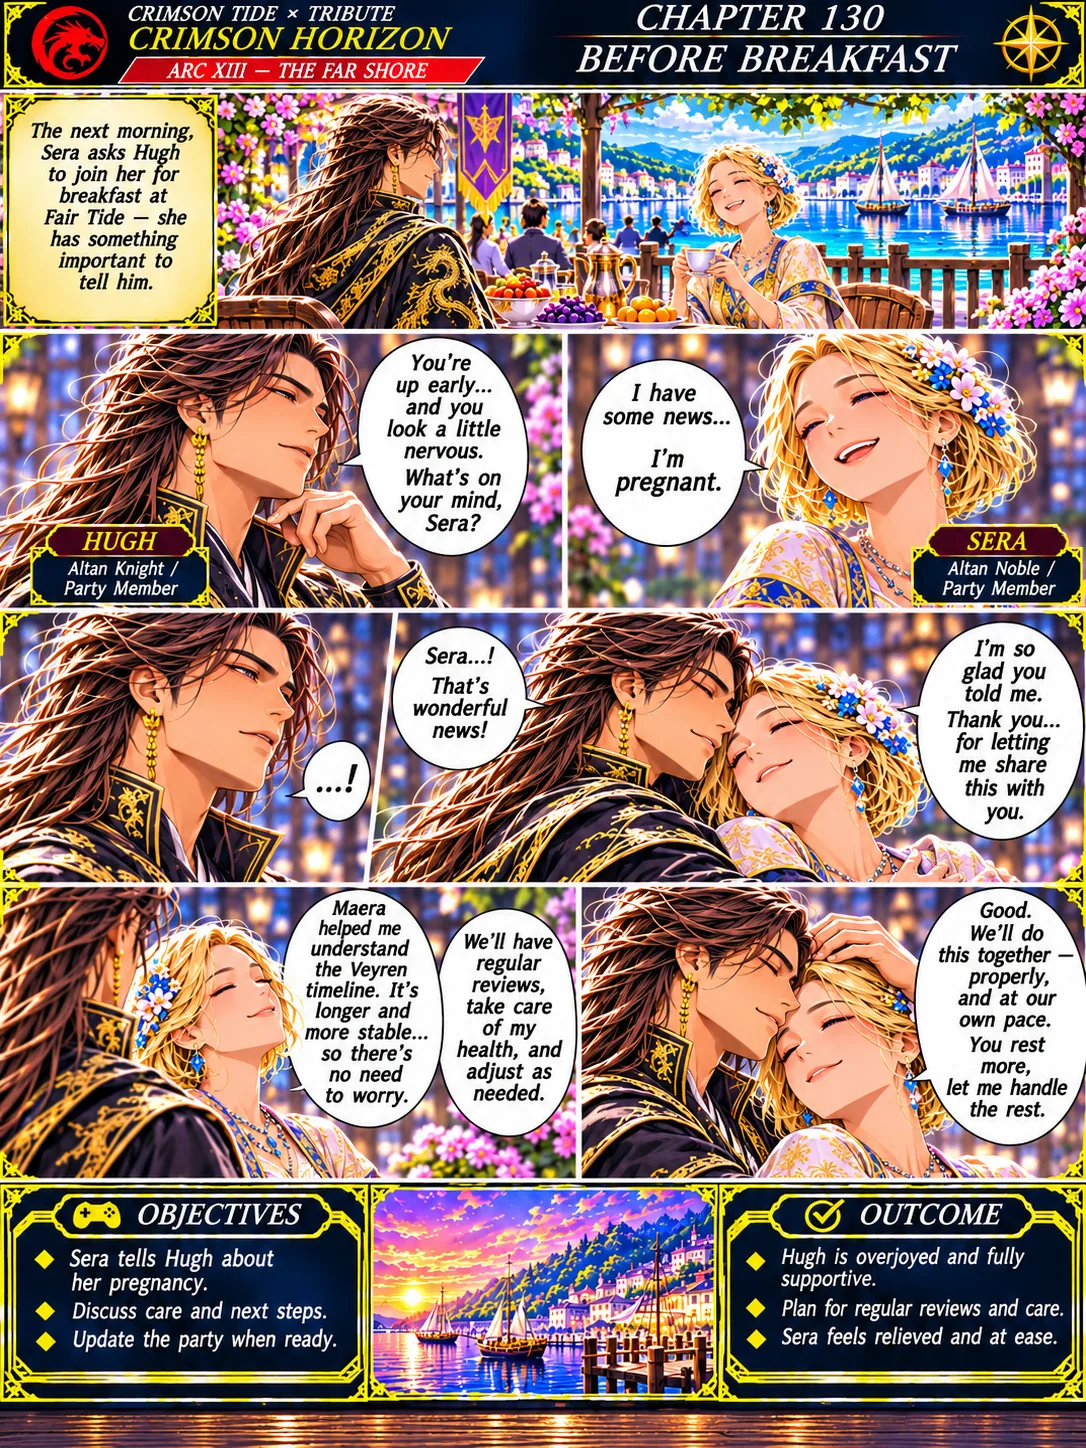 CRIMSON TIDE × TRIBUTE
CRIMSON HORIZON
ARC XIII — THE FAR SHORE
CHAPTER 130
BEFORE BREAKFAST
The next morning,
Sera asks Hugh
to join her for
breakfast at
Fair Tide — she
has something
important to
tell him.
You're
up early...
and you
look a little
nervous.
What's on
your mind,
Sera?
HUGH
Altan Knight /
Party Member
I have
some news...
I'm
pregnant.
SERA
Altan Noble /
Party Member
...!
Sera...!
That's
wonderful
news!
I'm so
glad you
told me.
Thank you...
for letting
me share
this with
you.
Maera
helped me
understand
the Veyren
timeline. It's
longer and
more stable...
so there's
no need
to worry.
We'll have
regular
reviews,
take care
of my
health, and
adjust as
needed.
Good.
We'll do
this together —
properly,
and at our
own pace.
You rest
more,
let me handle
the rest.
OBJECTIVES
Sera tells Hugh about
her pregnancy.
Discuss care and next steps.
Update the party when ready.
OUTCOME
Hugh is overjoyed and fully
supportive.
Plan for regular reviews and care.
Sera feels relieved and at ease.